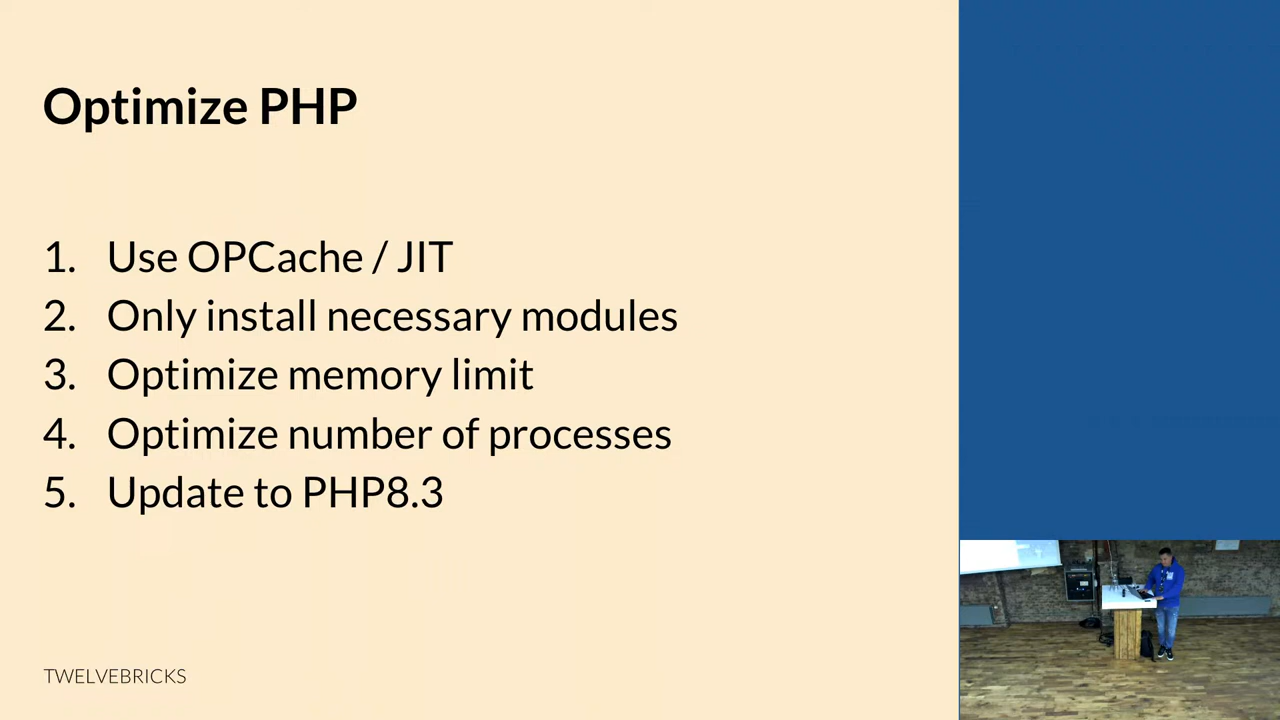 Optimize PHP
1. Use OPCache / JIT
2. Only install necessary modules
3. Optimize memory limit
4. Optimize number of processes
5. Update to PHP8.3
TWELVEBRICKS